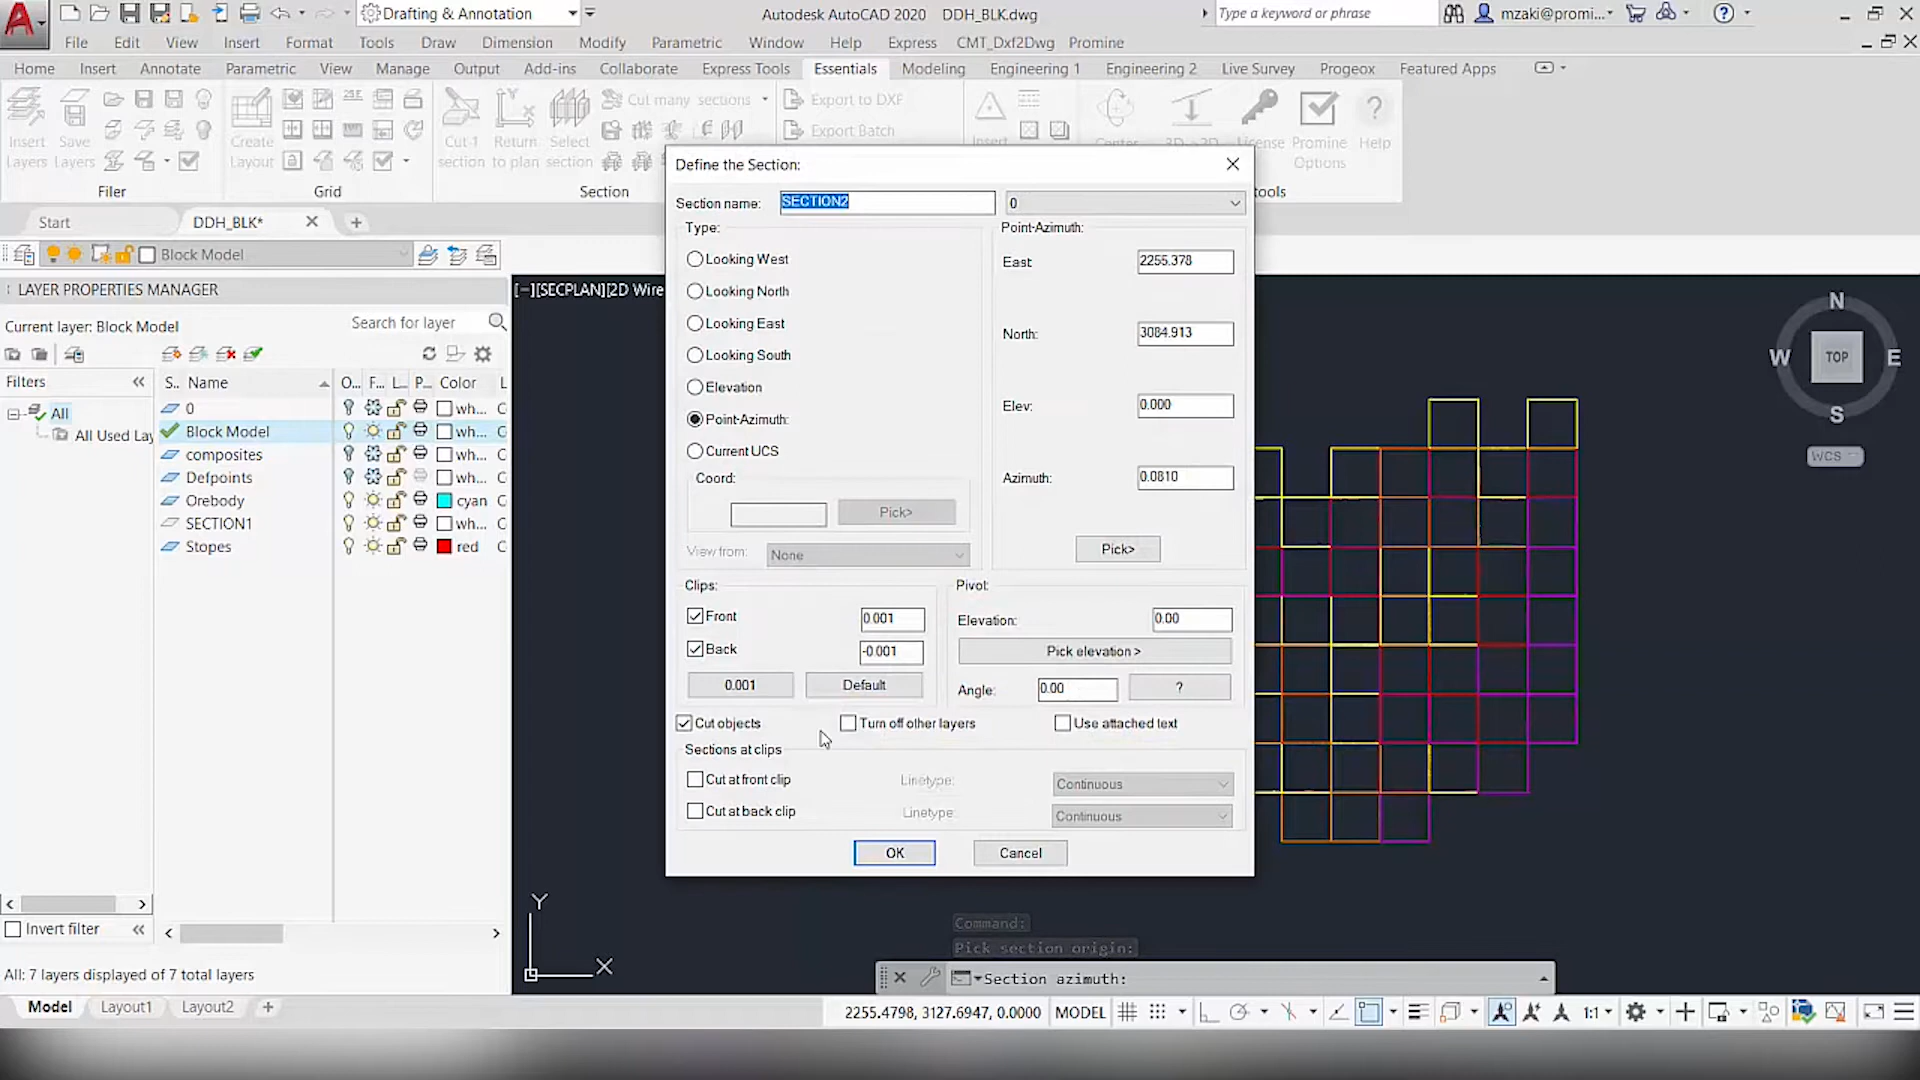 Drafting & Annotation
Autodesk AutoCAD 2020 DDH_BLK.dwg
Type a keyword or phrase
mzaki@promi...
File Edit View Insert Format Tools Draw Dimension Modify Parametric Window Help Express CMT_Dxf2Dwg Promine
Home Insert Annotate Parametric View Manage Output Add-ins Collaborate Express Tools Essentials Modeling Engineering 1 Engineering 2 Live Survey Progeox Featured Apps
Cut many sections
Export to DXF
Export Batch
Insert Layers
Save Layers
Create Layout
Cut 1 section
Return to plan
Select section
Insert
Center
3D->2D
License
Promine Options
Help
Filer Grid Section tools
Start DDH_BLK* +
Block Model
LAYER PROPERTIES MANAGER
Current layer: Block Model
Search for layer
Filters
All
All Used Lay
S.. Name O... F... L... P... Color L
0 wh... C
Block Model wh... C
composites wh... C
Defpoints wh... C
Orebody cyan C
SECTION1 wh... C
Stopes red C
Invert filter
All: 7 layers displayed of 7 total layers
[−][SECPLAN][2D Wire
Define the Section:
Section name: SECTION2 0
Type:
Looking West
Looking North
Looking East
Looking South
Elevation
Point-Azimuth:
Current UCS
Coord:
Pick>
View from: None
Point-Azimuth:
East: 2255.378
North: 3084.913
Elev: 0.000
Azimuth: 0.0810
Pick>
Clips:
Front 0.001
Back -0.001
0.001 Default
Pivot:
Elevation: 0.00
Pick elevation >
Angle: 0.00 ?
Cut objects Turn off other layers Use attached text
Sections at clips
Cut at front clip Linetype: Continuous
Cut at back clip Linetype: Continuous
OK Cancel
N
W TOP E
S
WCS
Y
X
Command:
Pick section origin:
Section azimuth:
Model Layout1 Layout2 +
2255.4798, 3127.6947, 0.0000 MODEL
1:1